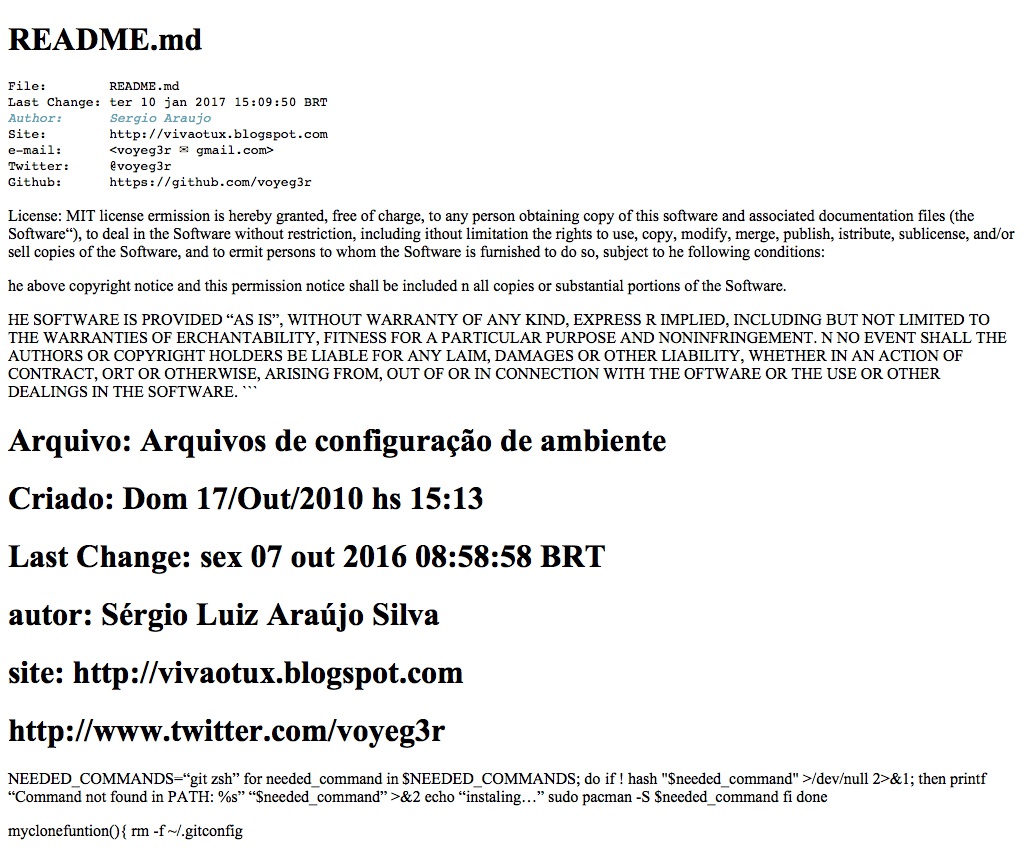 README.md
File:        README.md
Last Change: ter 10 jan 2017 15:09:50 BRT
Author:      Sergio Araujo
Site:        http://vivaotux.blogspot.com
e-mail:      <voyeg3r ✉ gmail.com>
Twitter:     @voyeg3r
Github:      https://github.com/voyeg3r
License: MIT license ermission is hereby granted, free of charge, to any person obtaining copy of this software and associated documentation files (the
Software“), to deal in the Software without restriction, including ithout limitation the rights to use, copy, modify, merge, publish, istribute, sublicense, and/or
sell copies of the Software, and to ermit persons to whom the Software is furnished to do so, subject to he following conditions:
he above copyright notice and this permission notice shall be included n all copies or substantial portions of the Software.
HE SOFTWARE IS PROVIDED “AS IS”, WITHOUT WARRANTY OF ANY KIND, EXPRESS R IMPLIED, INCLUDING BUT NOT LIMITED TO
THE WARRANTIES OF ERCHANTABILITY, FITNESS FOR A PARTICULAR PURPOSE AND NONINFRINGEMENT. N NO EVENT SHALL THE
AUTHORS OR COPYRIGHT HOLDERS BE LIABLE FOR ANY LAIM, DAMAGES OR OTHER LIABILITY, WHETHER IN AN ACTION OF
CONTRACT, ORT OR OTHERWISE, ARISING FROM, OUT OF OR IN CONNECTION WITH THE OFTWARE OR THE USE OR OTHER
DEALINGS IN THE SOFTWARE. ```
Arquivo: Arquivos de configuração de ambiente
Criado: Dom 17/Out/2010 hs 15:13
Last Change: sex 07 out 2016 08:58:58 BRT
autor: Sérgio Luiz Araújo Silva
site: http://vivaotux.blogspot.com
http://www.twitter.com/voyeg3r
NEEDED_COMMANDS=“git zsh” for needed_command in $NEEDED_COMMANDS; do if ! hash "$needed_command" >/dev/null 2>&1; then printf
“Command not found in PATH: %s” “$needed_command” >&2 echo “instaling…” sudo pacman -S $needed_command fi done
myclonefuntion(){ rm -f ~/.gitconfig